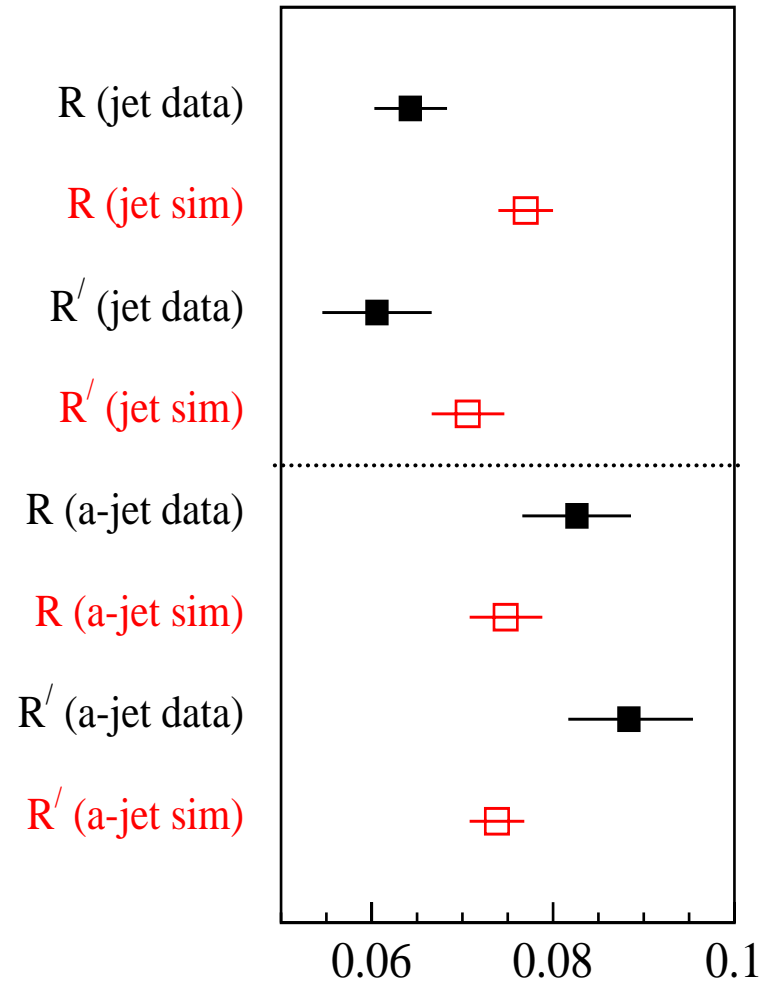 R (jet data)
R (jet sim)
R′ (jet data)
R′ (jet sim)
R (a-jet data)
R (a-jet sim)
R′ (a-jet data)
R′ (a-jet sim)
0.06 0.08 0.1